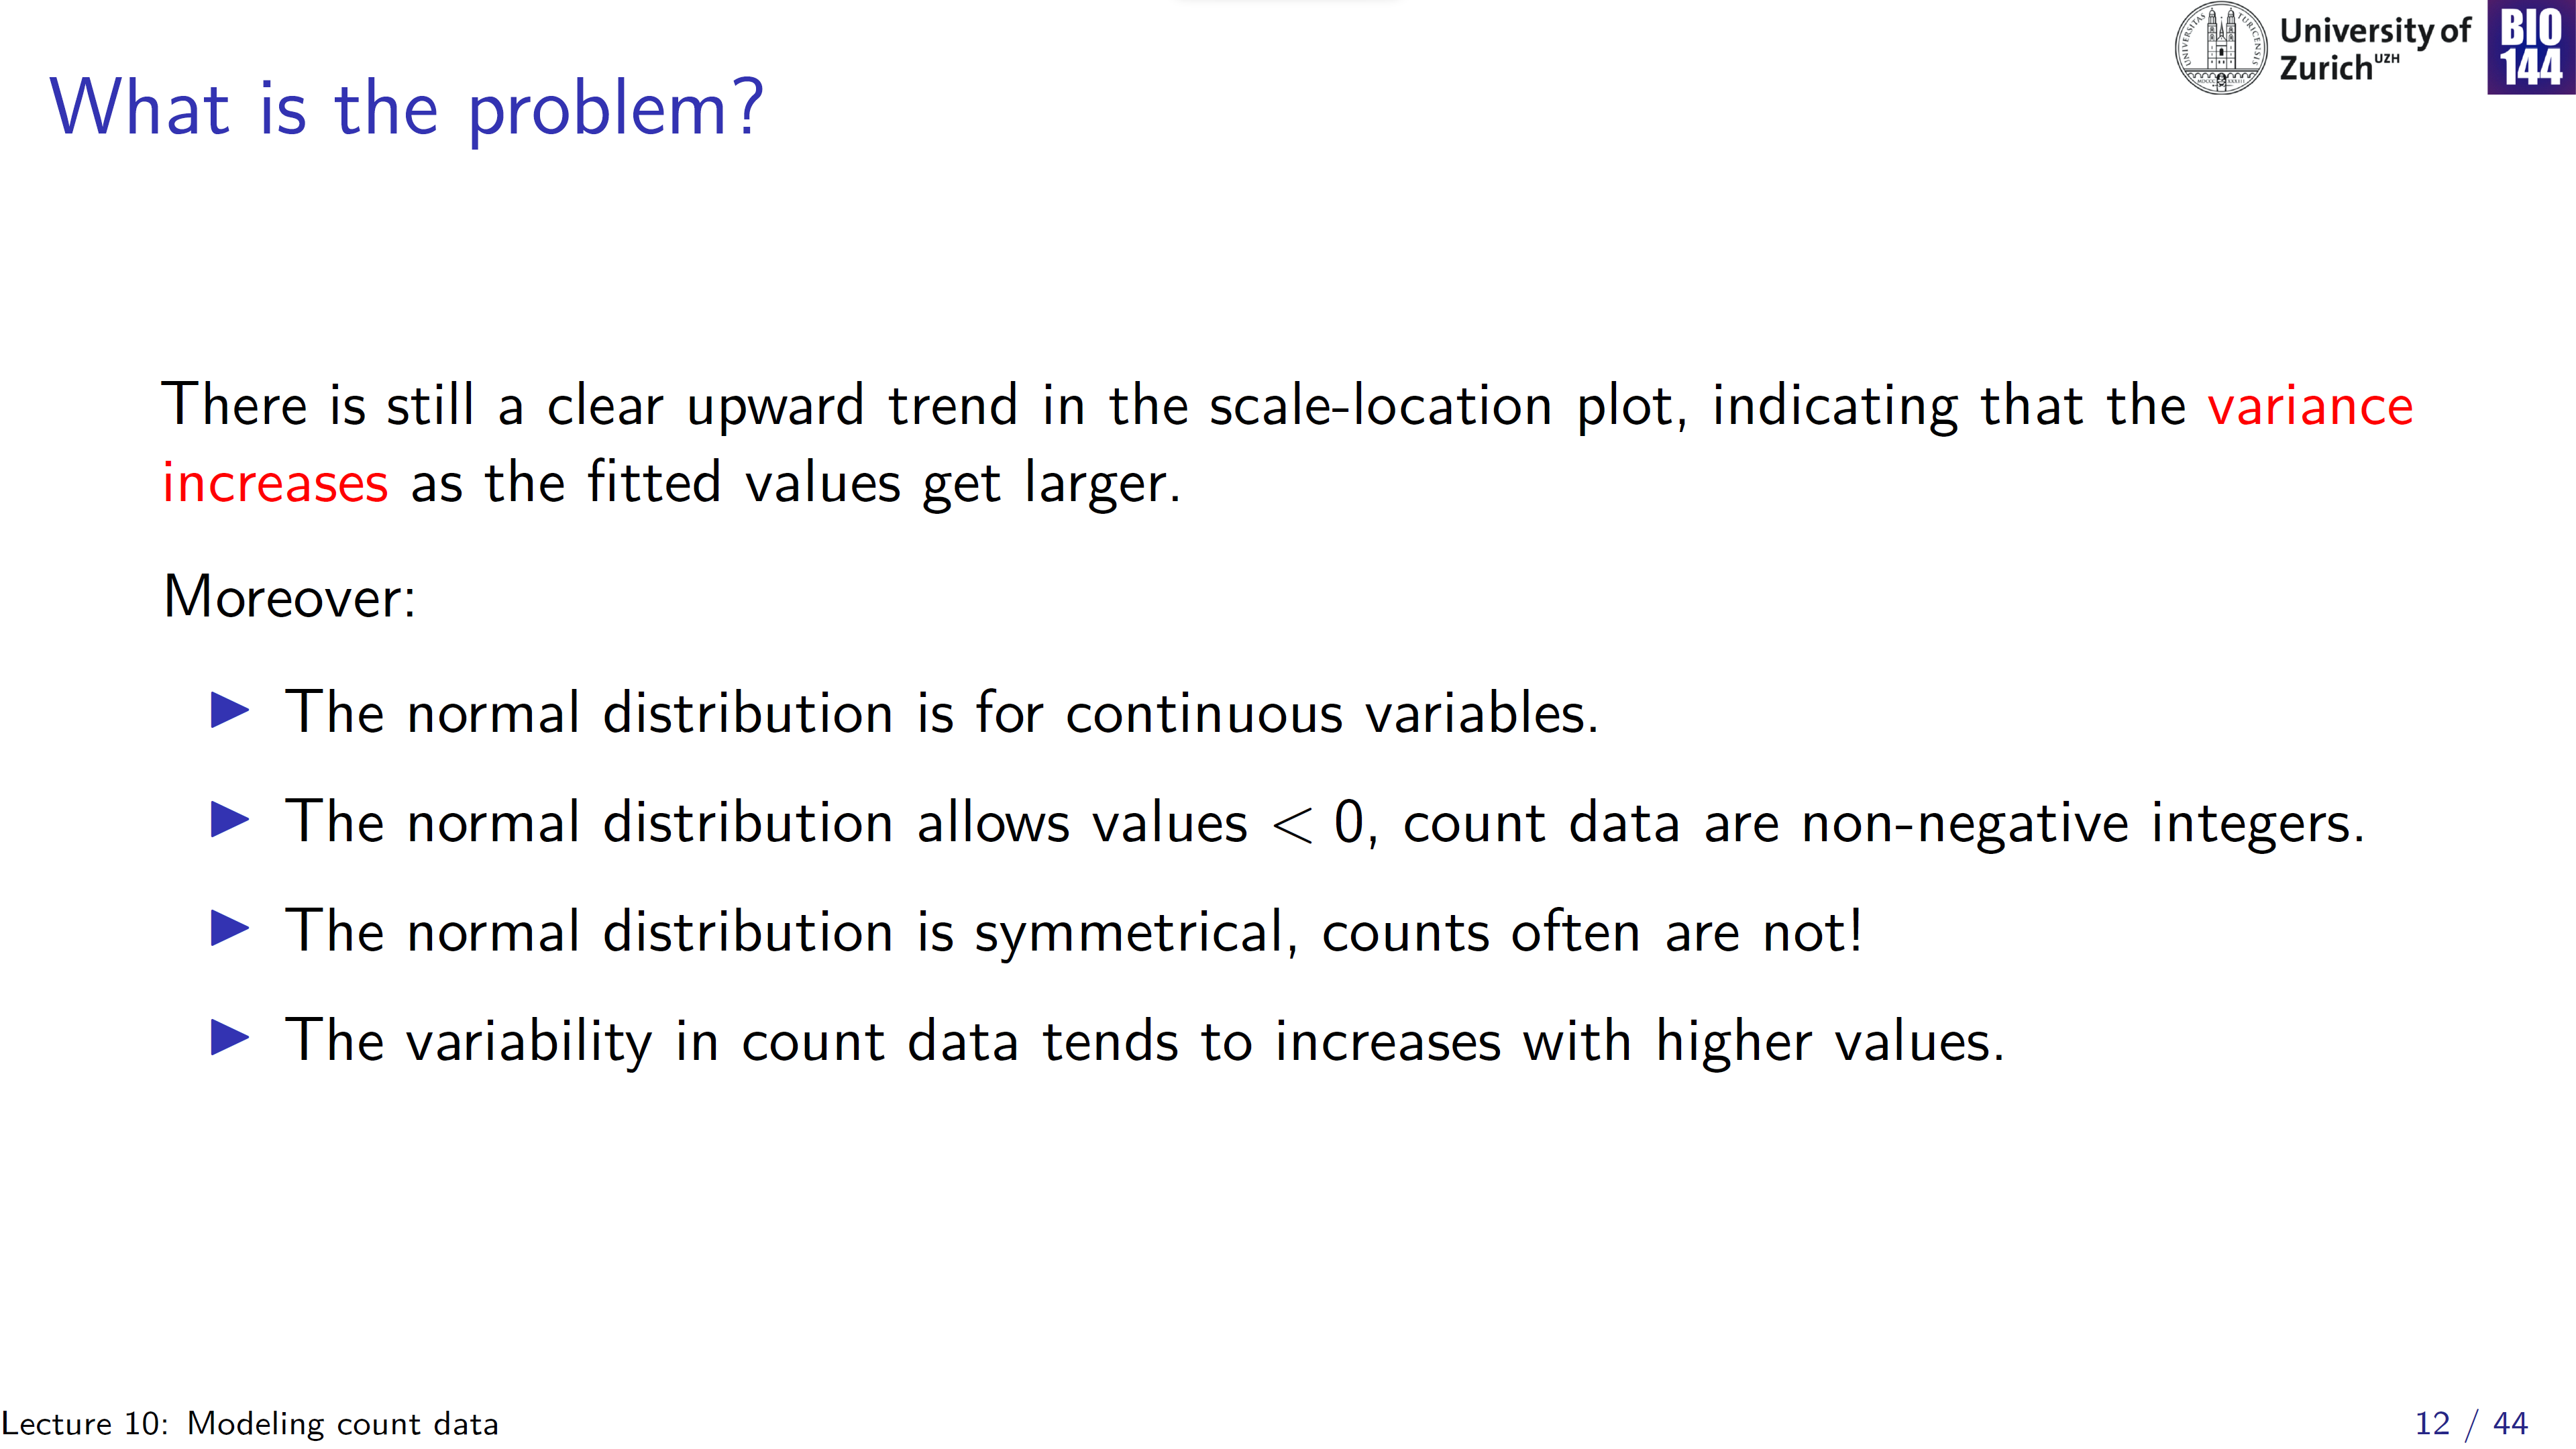 University of
Zurich UZH
BIO
144
What is the problem?
There is still a clear upward trend in the scale-location plot, indicating that the variance
increases as the fitted values get larger.
Moreover:
The normal distribution is for continuous variables.
The normal distribution allows values < 0, count data are non-negative integers.
The normal distribution is symmetrical, counts often are not!
The variability in count data tends to increases with higher values.
Lecture 10: Modeling count data
12 / 44